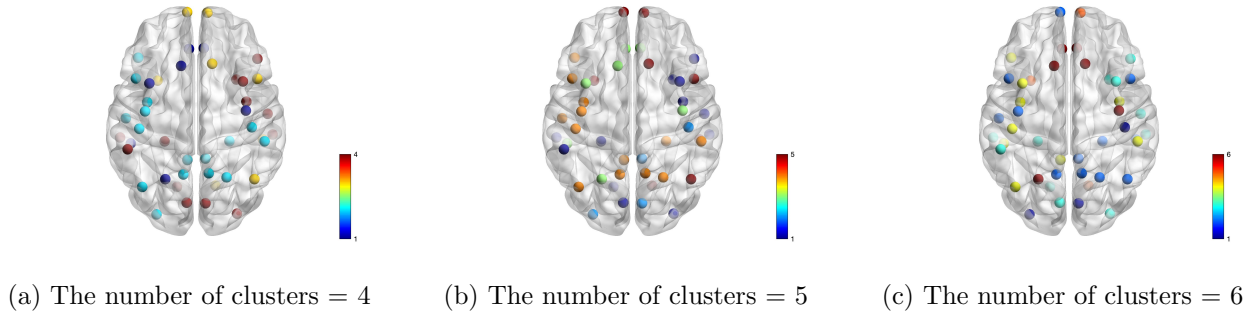 4
1
5
1
6
1
(a) The number of clusters = 4
(b) The number of clusters = 5
(c) The number of clusters = 6